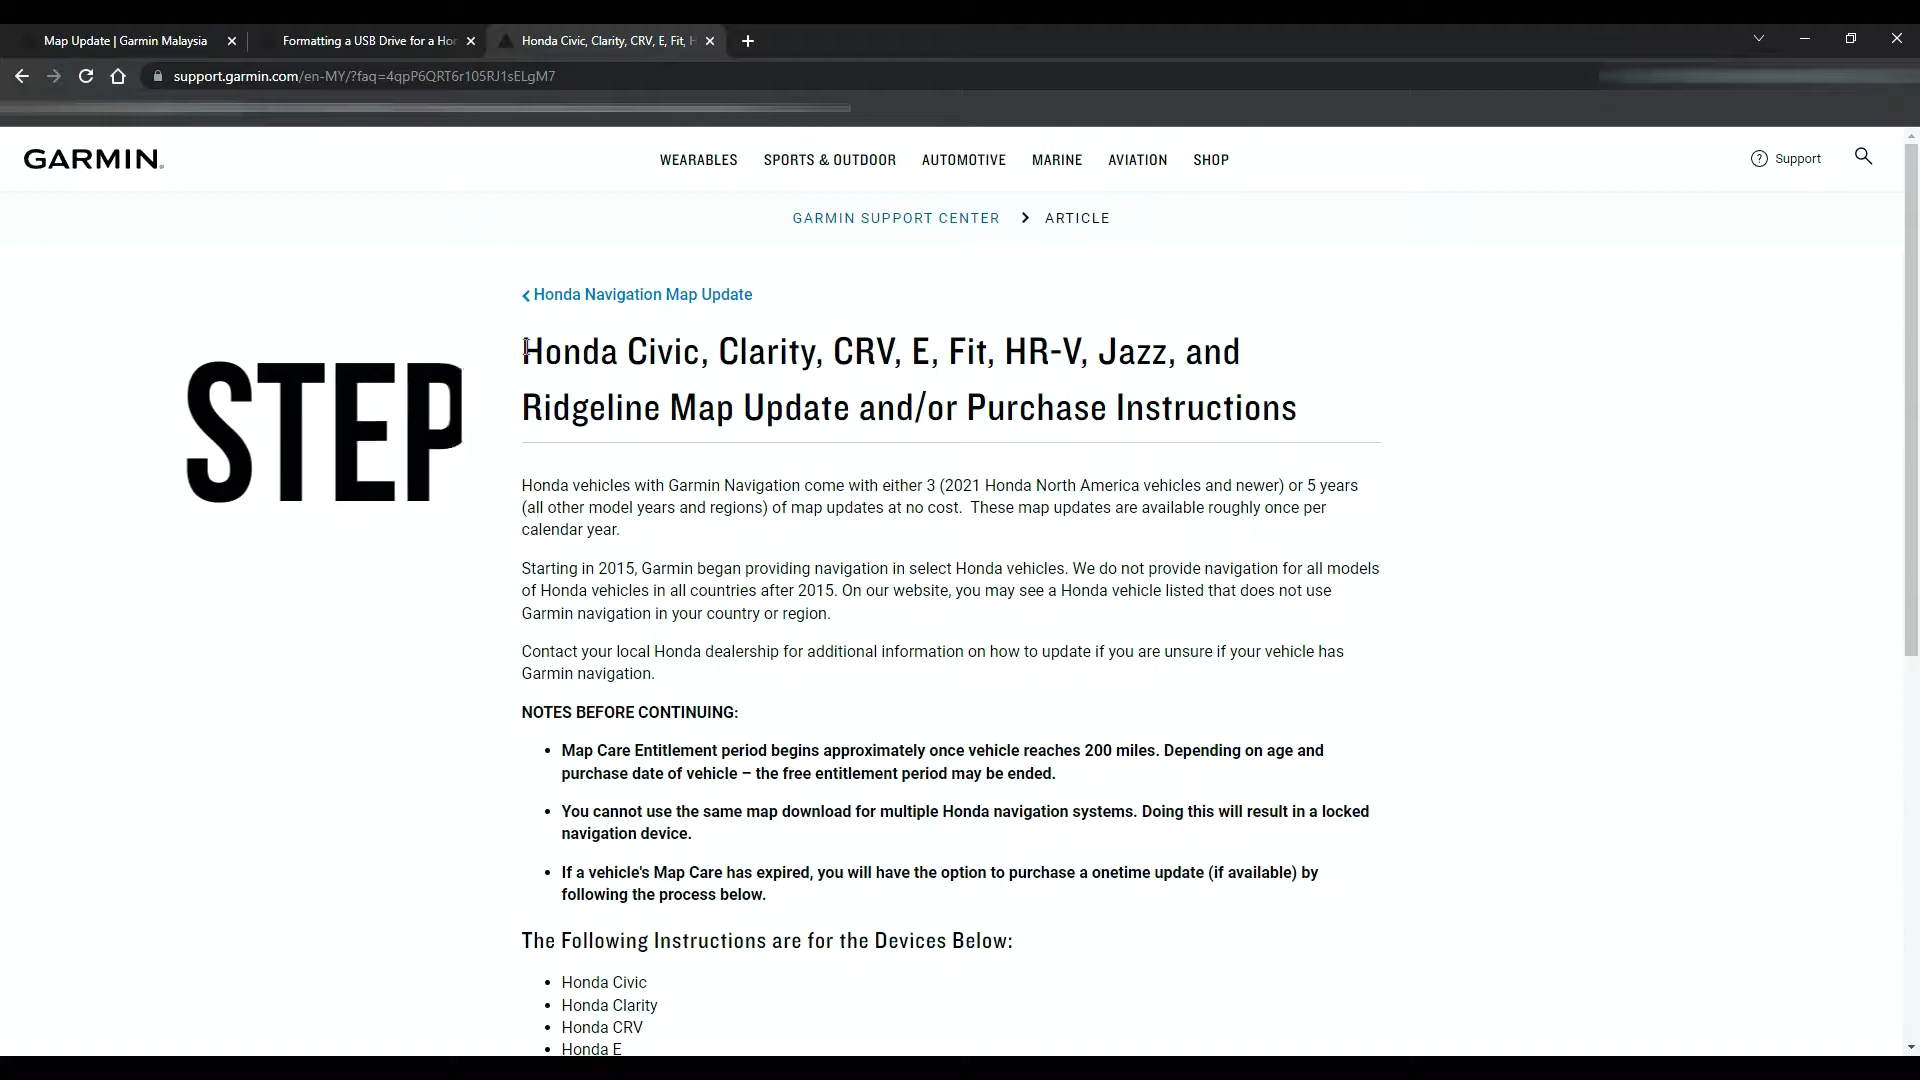 Map Update | Garmin Malaysia
Formatting a USB Drive for a Hor
Honda Civic, Clarity, CRV, E, Fit, H
support.garmin.com/en-MY/?faq=4qpP6QRT6r105RJ1sELgM7
GARMIN.
WEARABLES SPORTS & OUTDOOR AUTOMOTIVE MARINE AVIATION SHOP
Support
GARMIN SUPPORT CENTER > ARTICLE
Honda Navigation Map Update
STEP
Honda Civic, Clarity, CRV, E, Fit, HR-V, Jazz, and
Ridgeline Map Update and/or Purchase Instructions
Honda vehicles with Garmin Navigation come with either 3 (2021 Honda North America vehicles and newer) or 5 years
(all other model years and regions) of map updates at no cost.  These map updates are available roughly once per
calendar year.
Starting in 2015, Garmin began providing navigation in select Honda vehicles. We do not provide navigation for all models
of Honda vehicles in all countries after 2015. On our website, you may see a Honda vehicle listed that does not use
Garmin navigation in your country or region.
Contact your local Honda dealership for additional information on how to update if you are unsure if your vehicle has
Garmin navigation.
NOTES BEFORE CONTINUING:
• Map Care Entitlement period begins approximately once vehicle reaches 200 miles. Depending on age and
purchase date of vehicle – the free entitlement period may be ended.
• You cannot use the same map download for multiple Honda navigation systems. Doing this will result in a locked
navigation device.
• If a vehicle's Map Care has expired, you will have the option to purchase a onetime update (if available) by
following the process below.
The Following Instructions are for the Devices Below:
• Honda Civic
• Honda Clarity
• Honda CRV
• Honda E